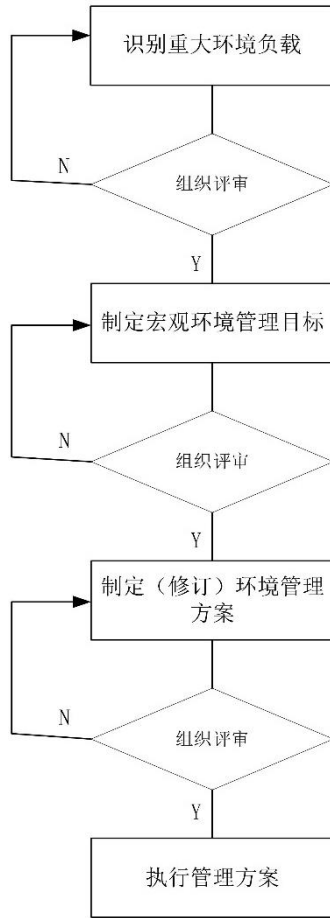 识别重大环境负载
N
组织评审
Y
制定宏观环境管理目标
N
组织评审
Y
制定（修订）环境管理
方案
N
组织评审
Y
执行管理方案